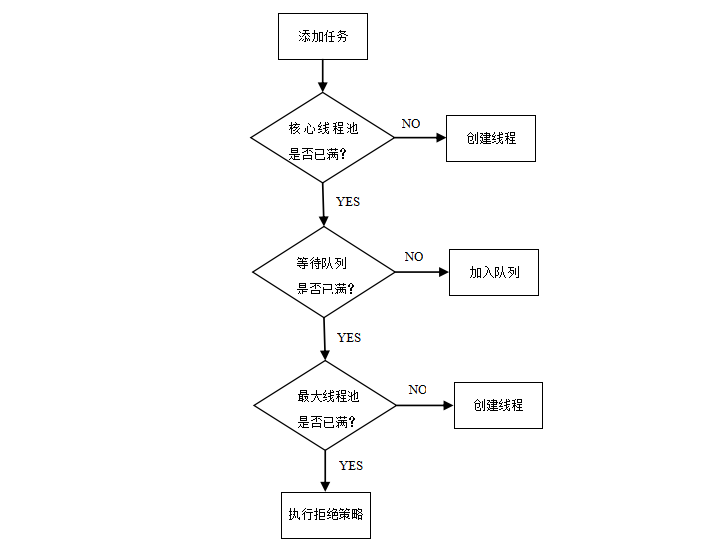 添加任务
核心线程池
是否已满?
NO
创建线程
YES
等待队列
是否已满?
NO
加入队列
YES
最大线程池
是否已满?
NO
创建线程
YES
执行拒绝策略